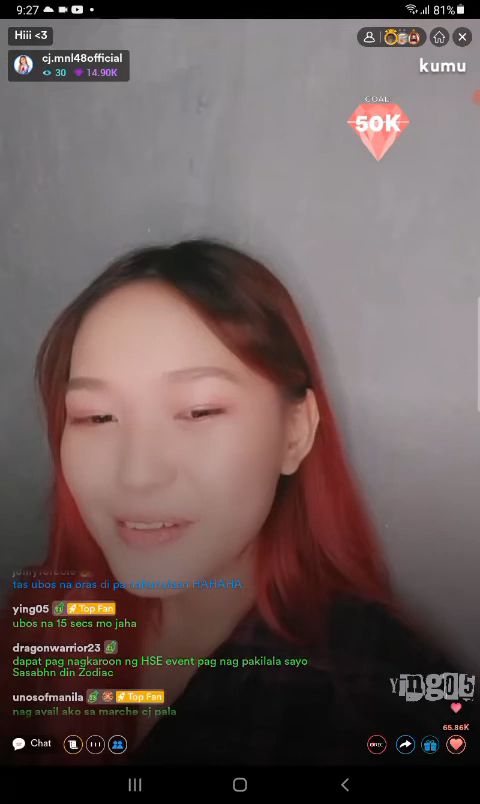 9:27
81%
Hiii <3
cj.mnl48official
30 14.90K
kumu
GOAL
50K
tas ubos na oras di pa HAHAHA
ying05 Top Fan
ubos na 15 secs mo jaha
dragonwarrior23
dapat pag nagkaroon ng HSE event pag nag pakilala sayo
Sasabhn din Zodiac
unosofmanila Top Fan
nag avail ako sa marche cj pala
Ying05
65.86K
Chat